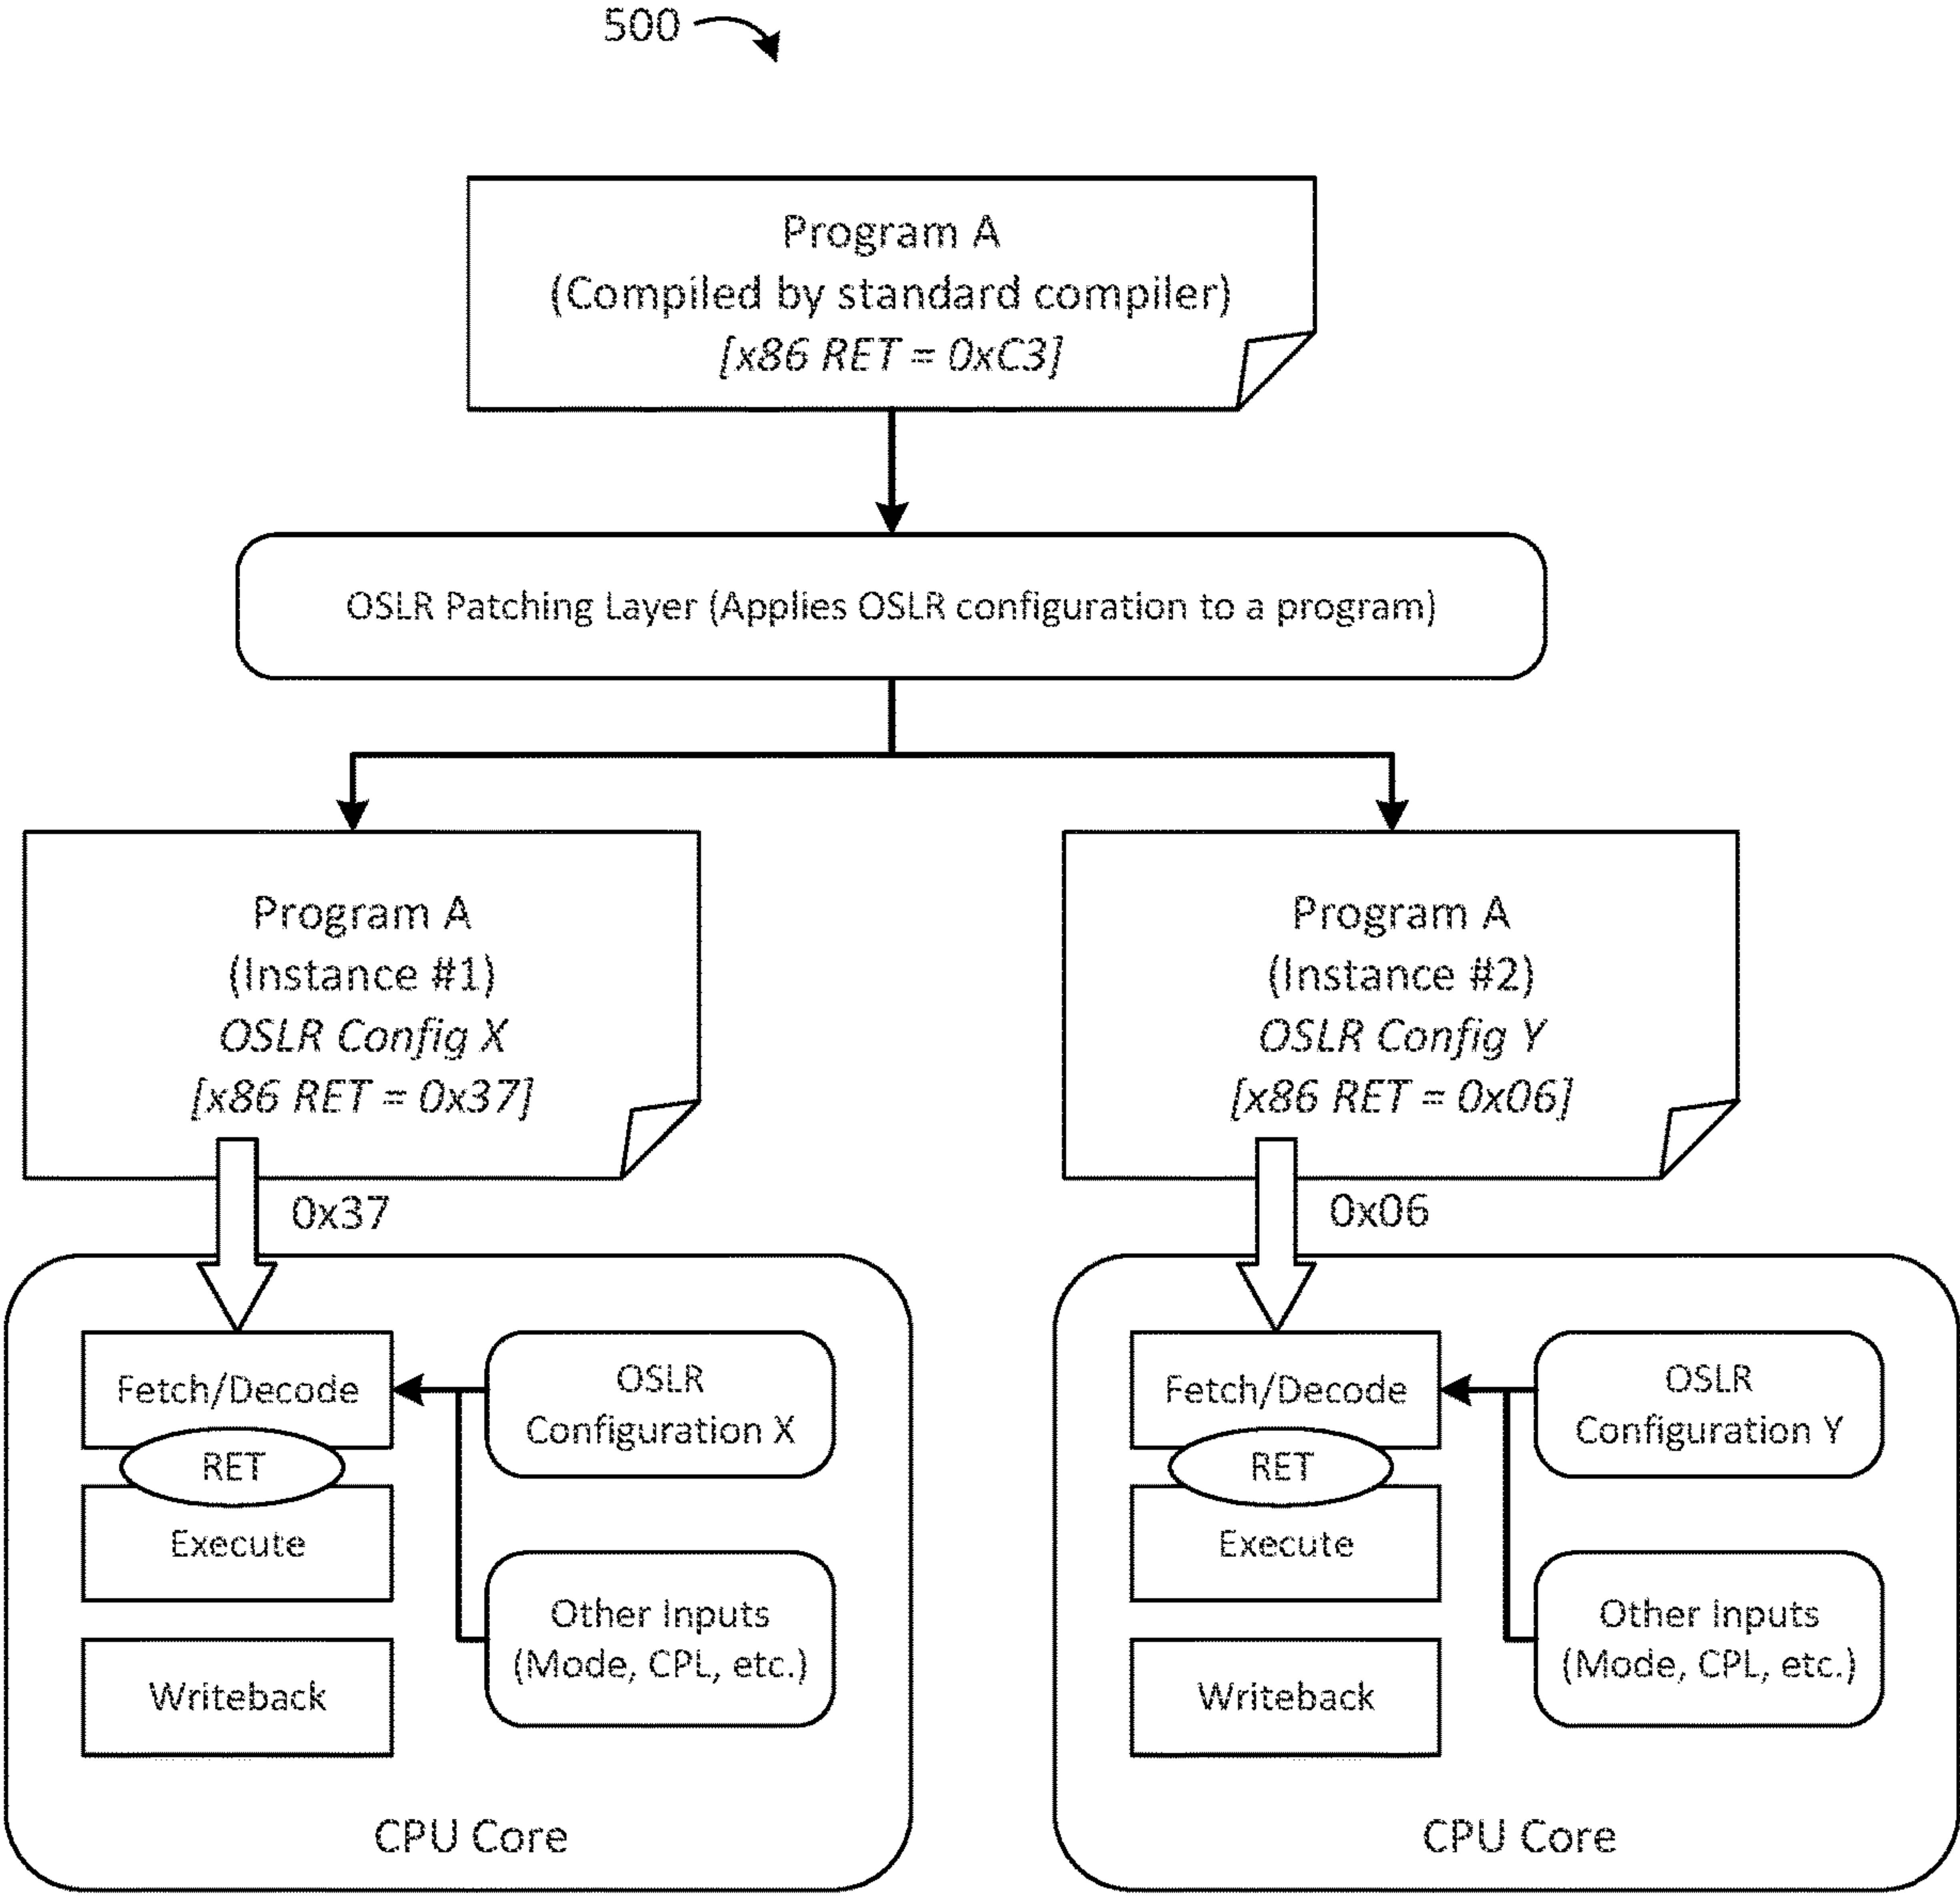 500
Program A
(Compiled by standard compiler)
[x86 RET = 0xC3]
OSLR Patching Layer (Applies OSLR configuration to a program)
Program A
(Instance #1)
OSLR Config X
[x86 RET = 0x37]
Program A
(Instance #2)
OSLR Config Y
[x86 RET = 0x06]
0x37
0x06
Fetch/Decode
RET
Execute
Writeback
OSLR
Configuration X
Other Inputs
(Mode, CPL, etc.)
CPU Core
Fetch/Decode
RET
Execute
Writeback
OSLR
Configuration Y
Other Inputs
(Mode, CPL, etc.)
CPU Core